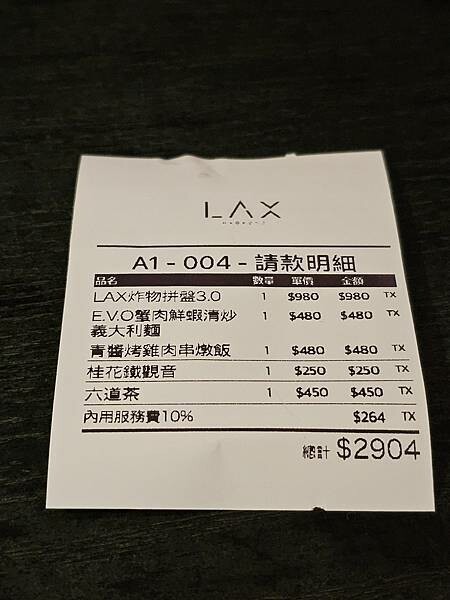 LAX
A1-004-請款明細
品名 數量 單價 金額
LAX炸物拼盤3.0 1 $980 $980 TX
E.V.O蟹肉鮮蝦清炒 1 $480 $480 TX
義大利麵
青醬烤雞肉串燉飯 1 $480 $480 TX
桂花鐵觀音 1 $250 $250 TX
六道茶 1 $450 $450 TX
內用服務費10% $264 TX
總計 $2904